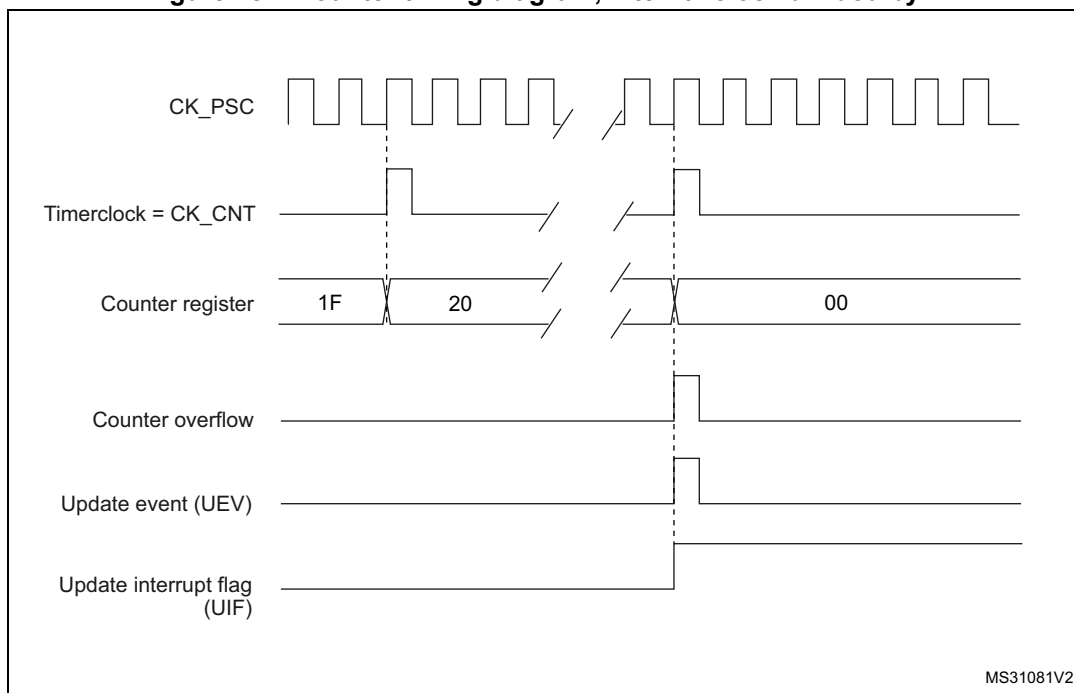 CK_PSC
Timerclock = CK_CNT
Counter register
1F
20
00
Counter overflow
Update event (UEV)
Update interrupt flag
(UIF)
MS31081V2